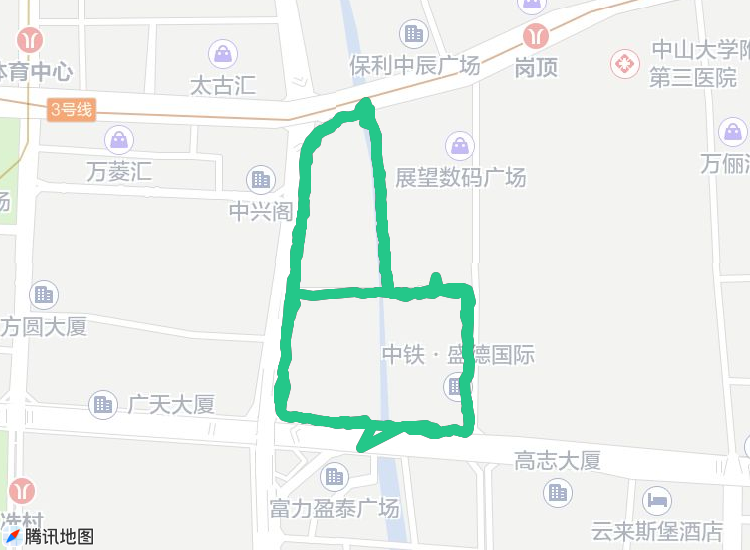 保利中辰广场
岗顶
中山大学附
第三医院
体育中心
太古汇
3号线
万菱汇
展望数码广场
万俪汇
中兴阁
场
方圆大厦
中铁·盛德国际
广天大厦
高志大厦
富力盈泰广场
云来斯堡酒店
冼村
腾讯地图